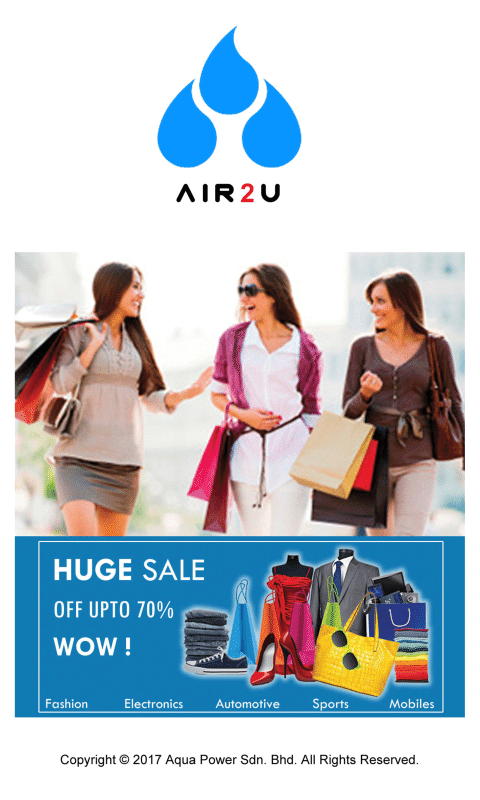 AIR2U
HUGE SALE
OFF UPTO 70%
WOW !
Fashion Electronics Automotive Sports Mobiles
Copyright © 2017 Aqua Power Sdn. Bhd. All Rights Reserved.